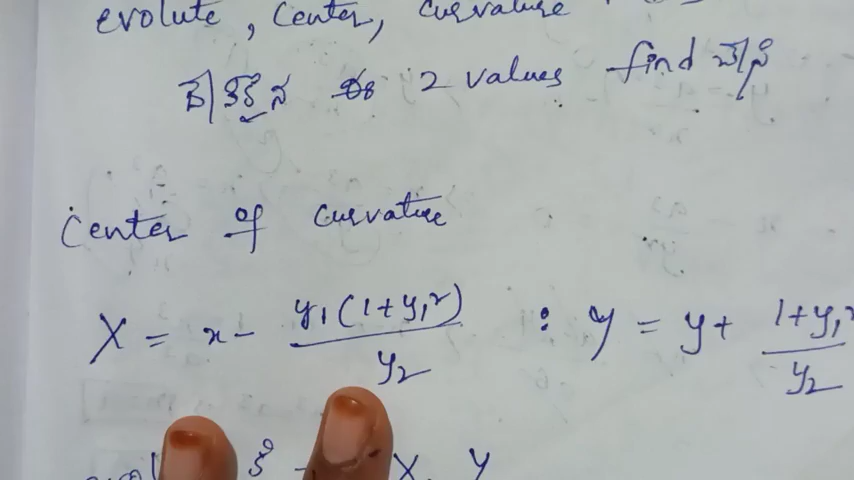 evolute, Center, curvature
2 values find
Center of curvature
X = x - y₁(1+y₁²)/y₂ : y = y + 1+y₁²/y₂
X, y